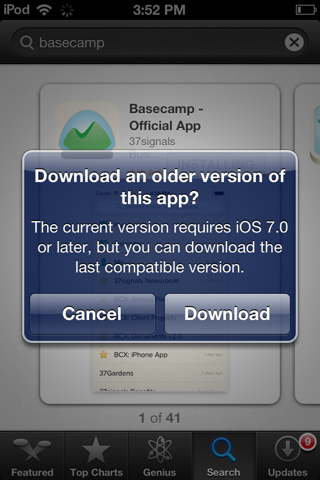 iPod 3:52 PM
basecamp
Basecamp -
Official App
37signals
INSTALLING
Download an older version of
this app?
The current version requires iOS 7.0
or later, but you can download the
last compatible version.
Cancel Download
BCX: iPhone App
37Gardens
37signals Benefits
1 of 41
9
Featured Top Charts Genius Search Updates